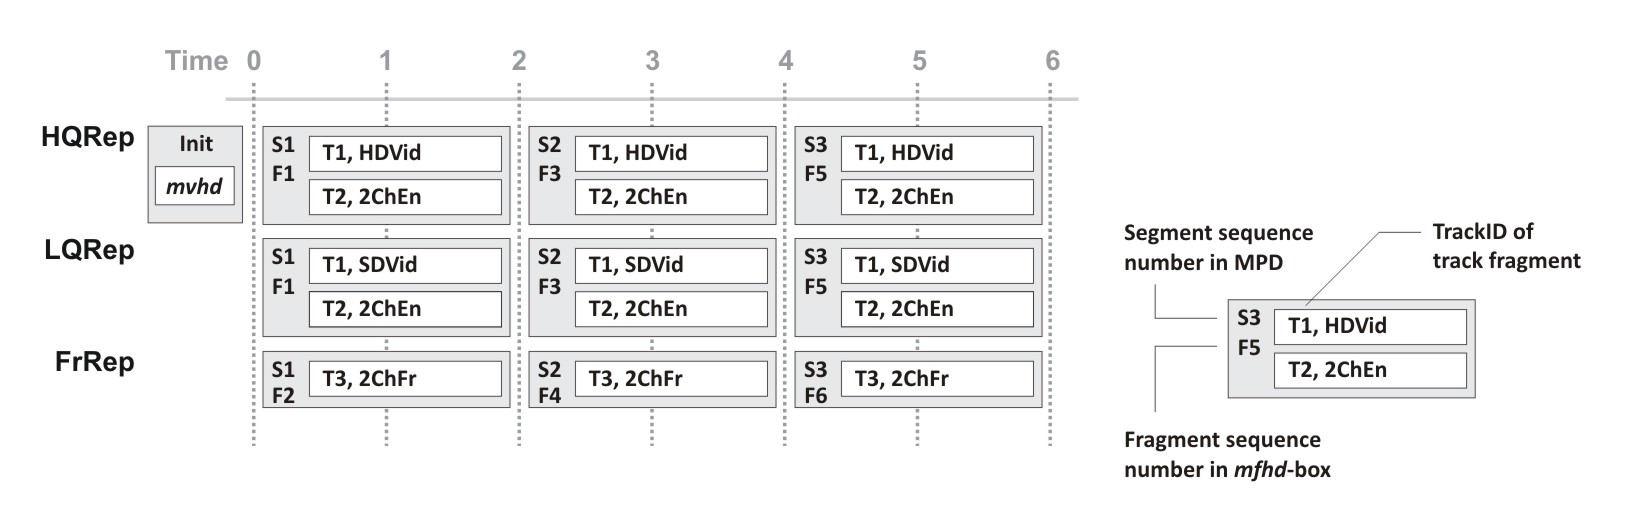 Time 0 1 2 3 4 5 6
HQRep
Init
mvhd
S1
F1
T1, HDVid
T2, 2ChEn
S2
F3
T1, HDVid
T2, 2ChEn
S3
F5
T1, HDVid
T2, 2ChEn
LQRep
S1
F1
T1, SDVid
T2, 2ChEn
S2
F3
T1, SDVid
T2, 2ChEn
S3
F5
T1, SDVid
T2, 2ChEn
FrRep
S1
F2
T3, 2ChFr
S2
F4
T3, 2ChFr
S3
F6
T3, 2ChFr
Segment sequence
number in MPD
TrackID of
track fragment
S3
F5
T1, HDVid
T2, 2ChEn
Fragment sequence
number in mfhd-box